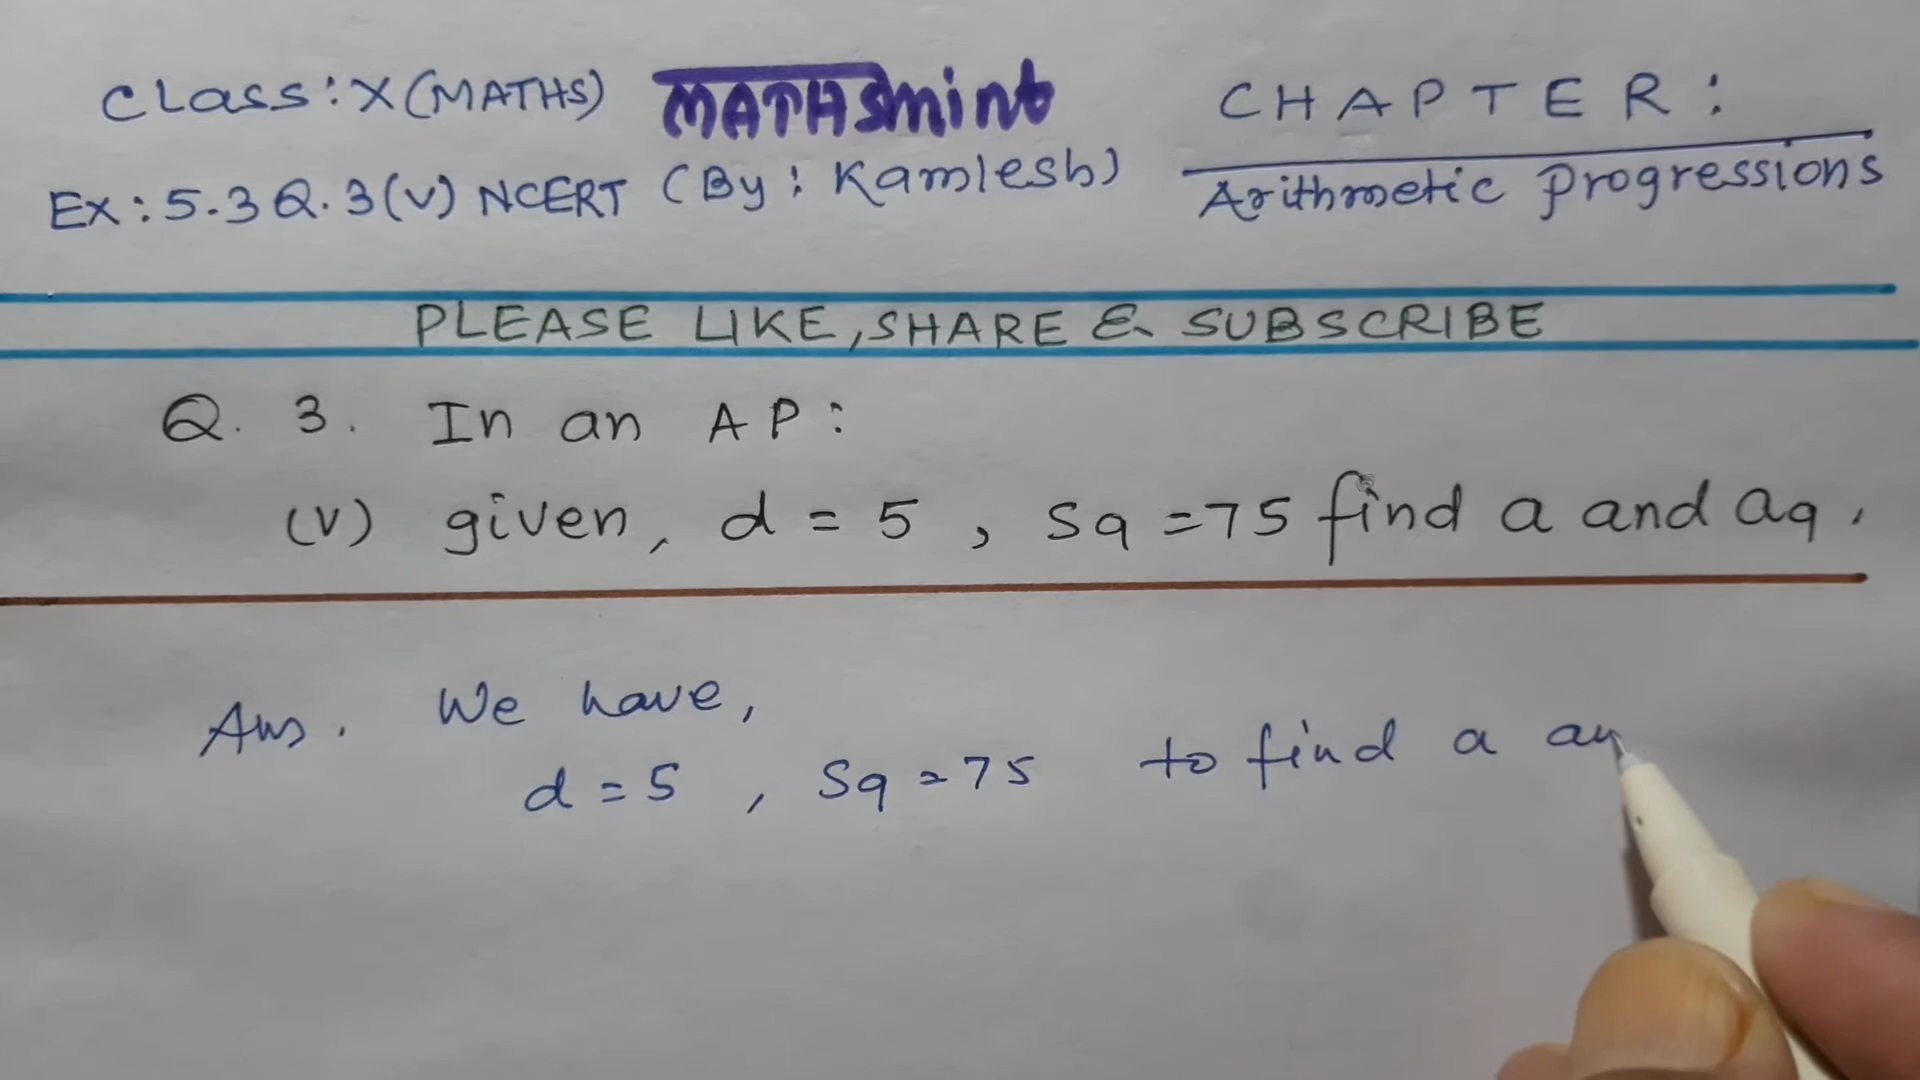 Class: X (MATHS) MATHSmint CHAPTER:
Ex: 5.3 Q.3(V) NCERT (By: Kamlesh) Arithmetic Progressions
PLEASE LIKE, SHARE & SUBSCRIBE
Q. 3. In an AP:
(V) given, d = 5, S9 = 75 find a and a9.
Ans. We have,
d = 5, S9 = 75 to find a an